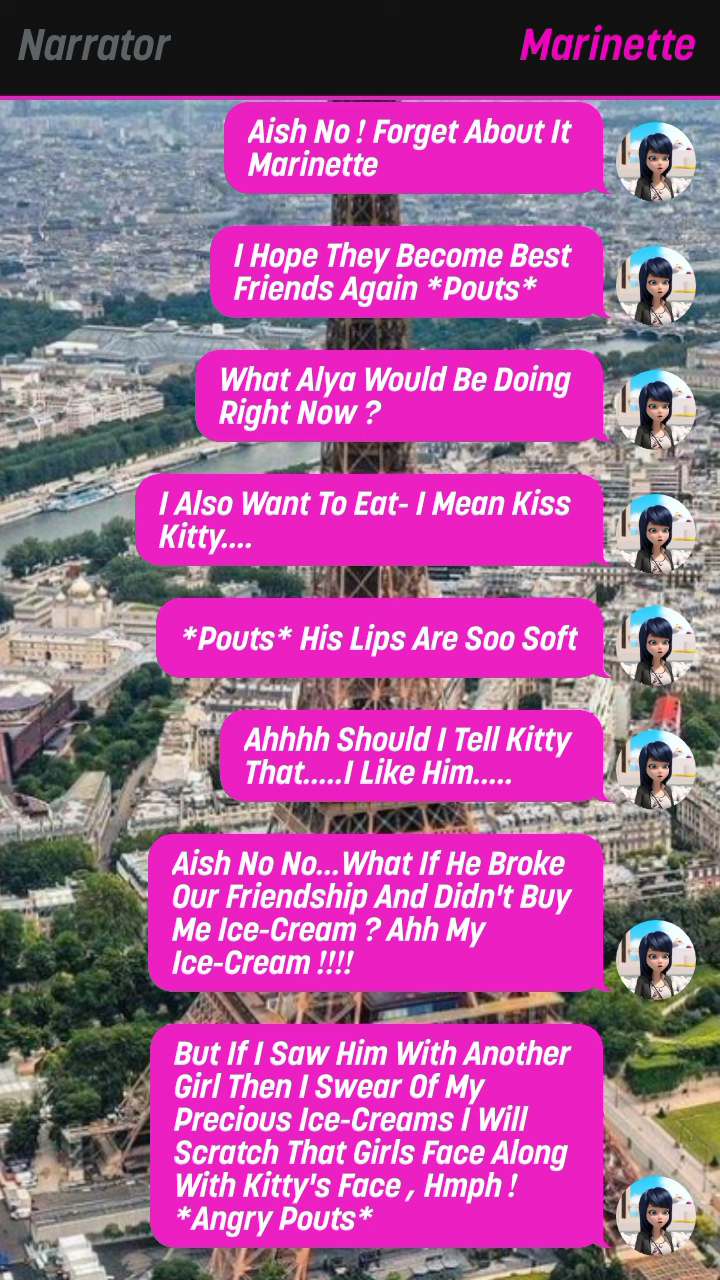 Narrator
Marinette
Aish No ! Forget About It
Marinette
I Hope They Become Best
Friends Again *Pouts*
What Alya Would Be Doing
Right Now ?
I Also Want To Eat- I Mean Kiss
Kitty....
*Pouts* His Lips Are Soo Soft
Ahhhh Should I Tell Kitty
That.....I Like Him.....
Aish No No...What If He Broke
Our Friendship And Didn't Buy
Me Ice-Cream ? Ahh My
Ice-Cream !!!!
But If I Saw Him With Another
Girl Then I Swear Of My
Precious Ice-Creams I Will
Scratch That Girls Face Along
With Kitty's Face , Hmph !
*Angry Pouts*